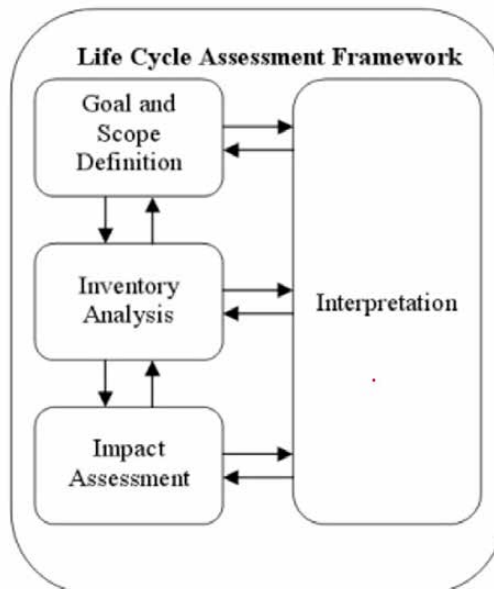 Life Cycle Assessment Framework
Goal and
Scope
Definition
Inventory
Analysis
Interpretation
Impact
Assessment